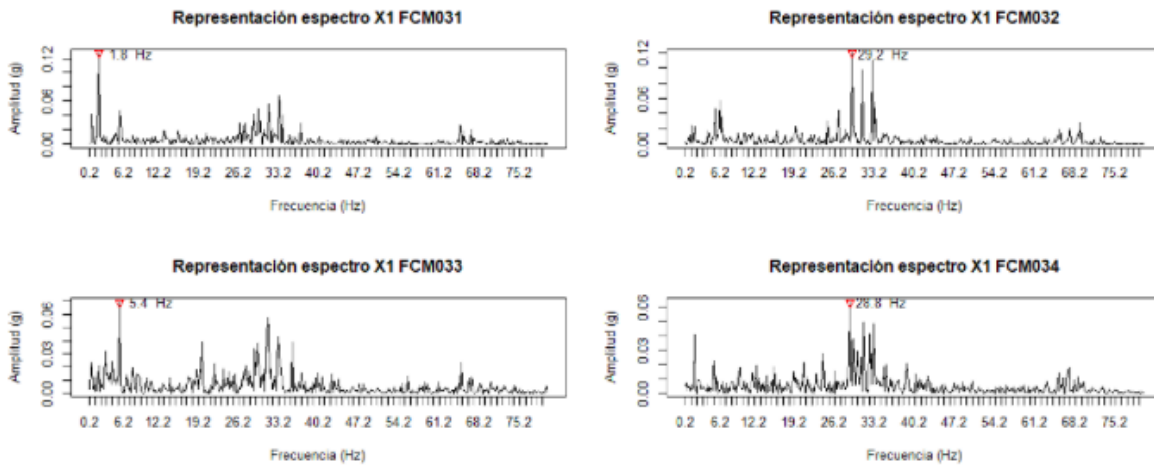 Representación espectro X1 FCM031
Amplitud (g)
0.00 0.06 0.12
1.8 Hz
0.2 6.2 12.2 19.2 26.2 33.2 40.2 47.2 54.2 61.2 68.2 75.2
Frecuencia (Hz)
Representación espectro X1 FCM032
Amplitud (g)
0.00 0.06 0.12
29.2 Hz
0.2 6.2 12.2 19.2 26.2 33.2 40.2 47.2 54.2 61.2 68.2 75.2
Frecuencia (Hz)
Representación espectro X1 FCM033
Amplitud (g)
0.00 0.03 0.06
5.4 Hz
0.2 6.2 12.2 19.2 26.2 33.2 40.2 47.2 54.2 61.2 68.2 75.2
Frecuencia (Hz)
Representación espectro X1 FCM034
Amplitud (g)
0.00 0.03 0.06
28.8 Hz
0.2 6.2 12.2 19.2 26.2 33.2 40.2 47.2 54.2 61.2 68.2 75.2
Frecuencia (Hz)